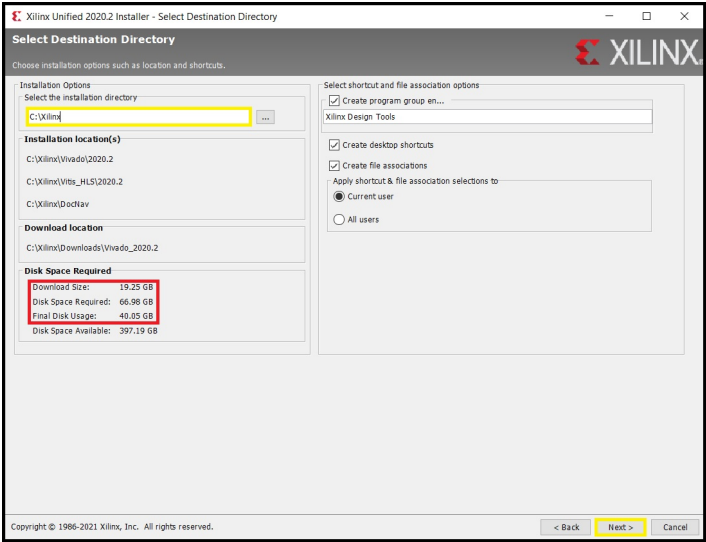 Xilinx Unified 2020.2 Installer - Select Destination Directory
Select Destination Directory
XILINX
Choose installation options such as location and shortcuts.
Installation Options
Select the installation directory
C:\Xilinx
...
Installation location(s)
C:\Xilinx\Vivado\2020.2
C:\Xilinx\Vitis_HLS\2020.2
C:\Xilinx\DocNav
Download location
C:\Xilinx\Downloads\Vivado_2020.2
Disk Space Required
Download Size: 19.25 GB
Disk Space Required: 66.98 GB
Final Disk Usage: 40.05 GB
Disk Space Available: 397.19 GB
Select shortcut and file association options
Create program group en...
Xilinx Design Tools
Create desktop shortcuts
Create file associations
Apply shortcut & file association selections to
Current user
All users
Copyright © 1986-2021 Xilinx, Inc. All rights reserved.
< Back Next > Cancel